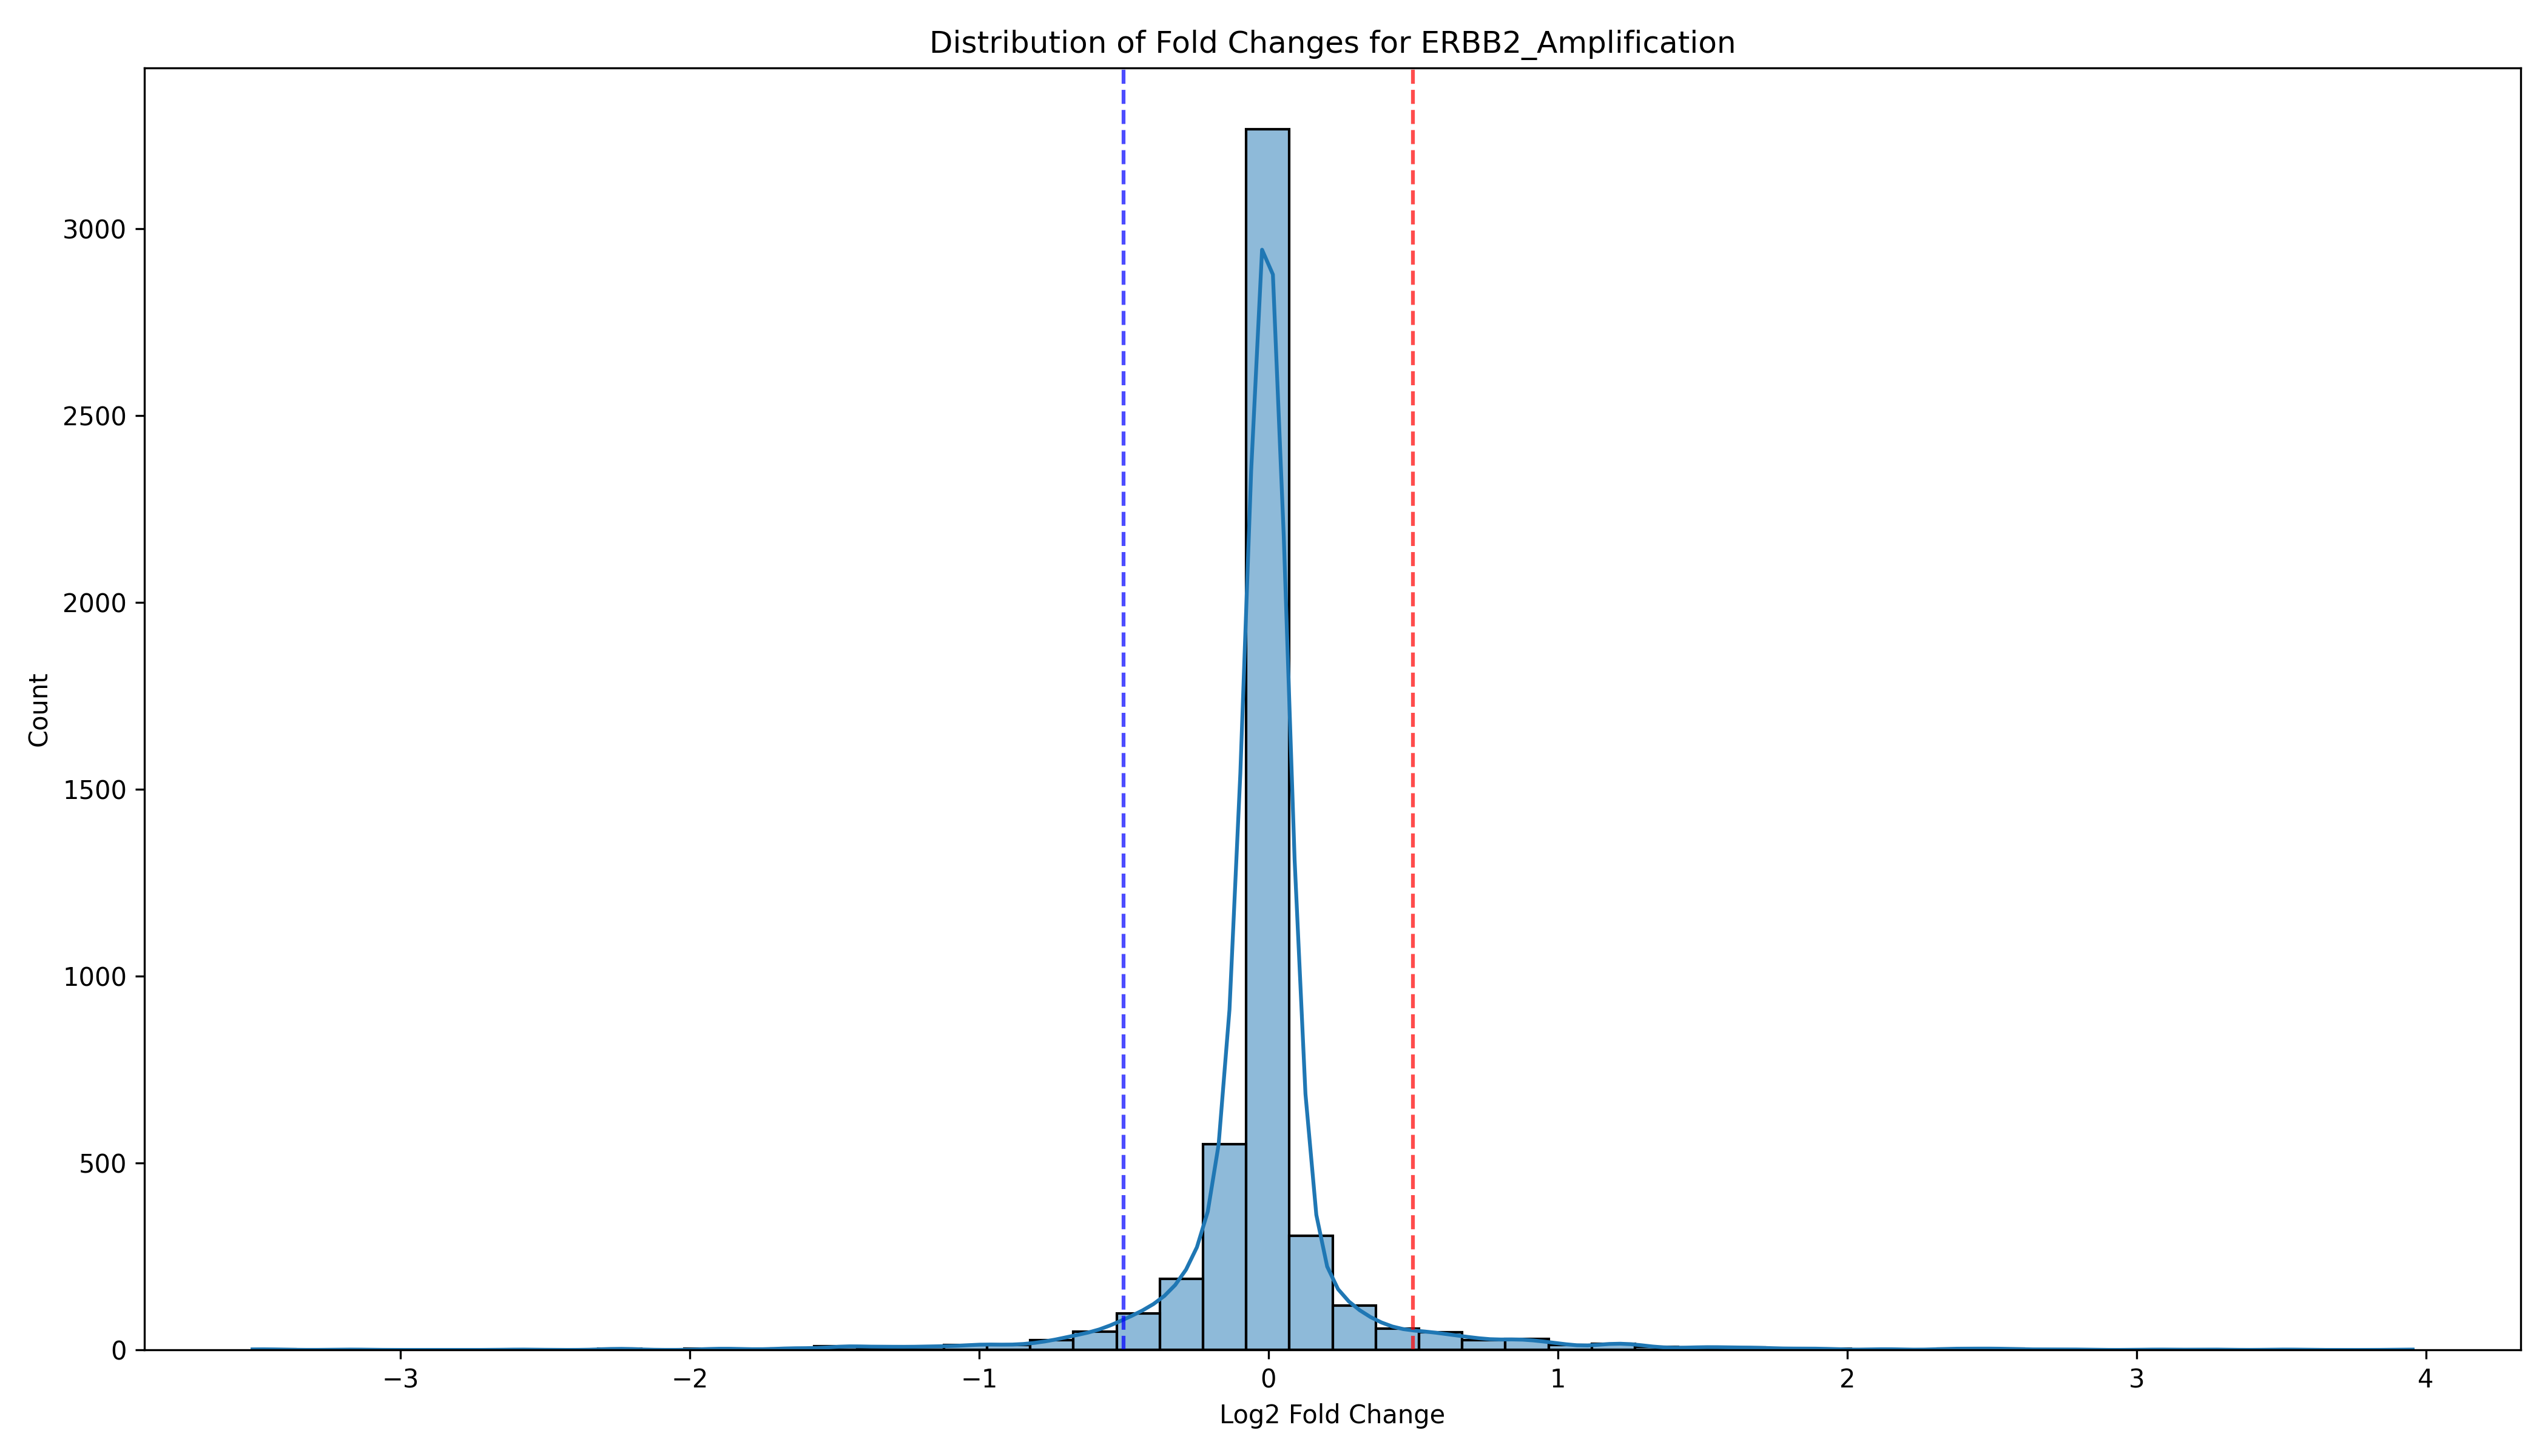 Distribution of Fold Changes for ERBB2_Amplification
Count
3000
2500
2000
1500
1000
500
0
−3 −2 −1 0 1 2 3 4
Log2 Fold Change